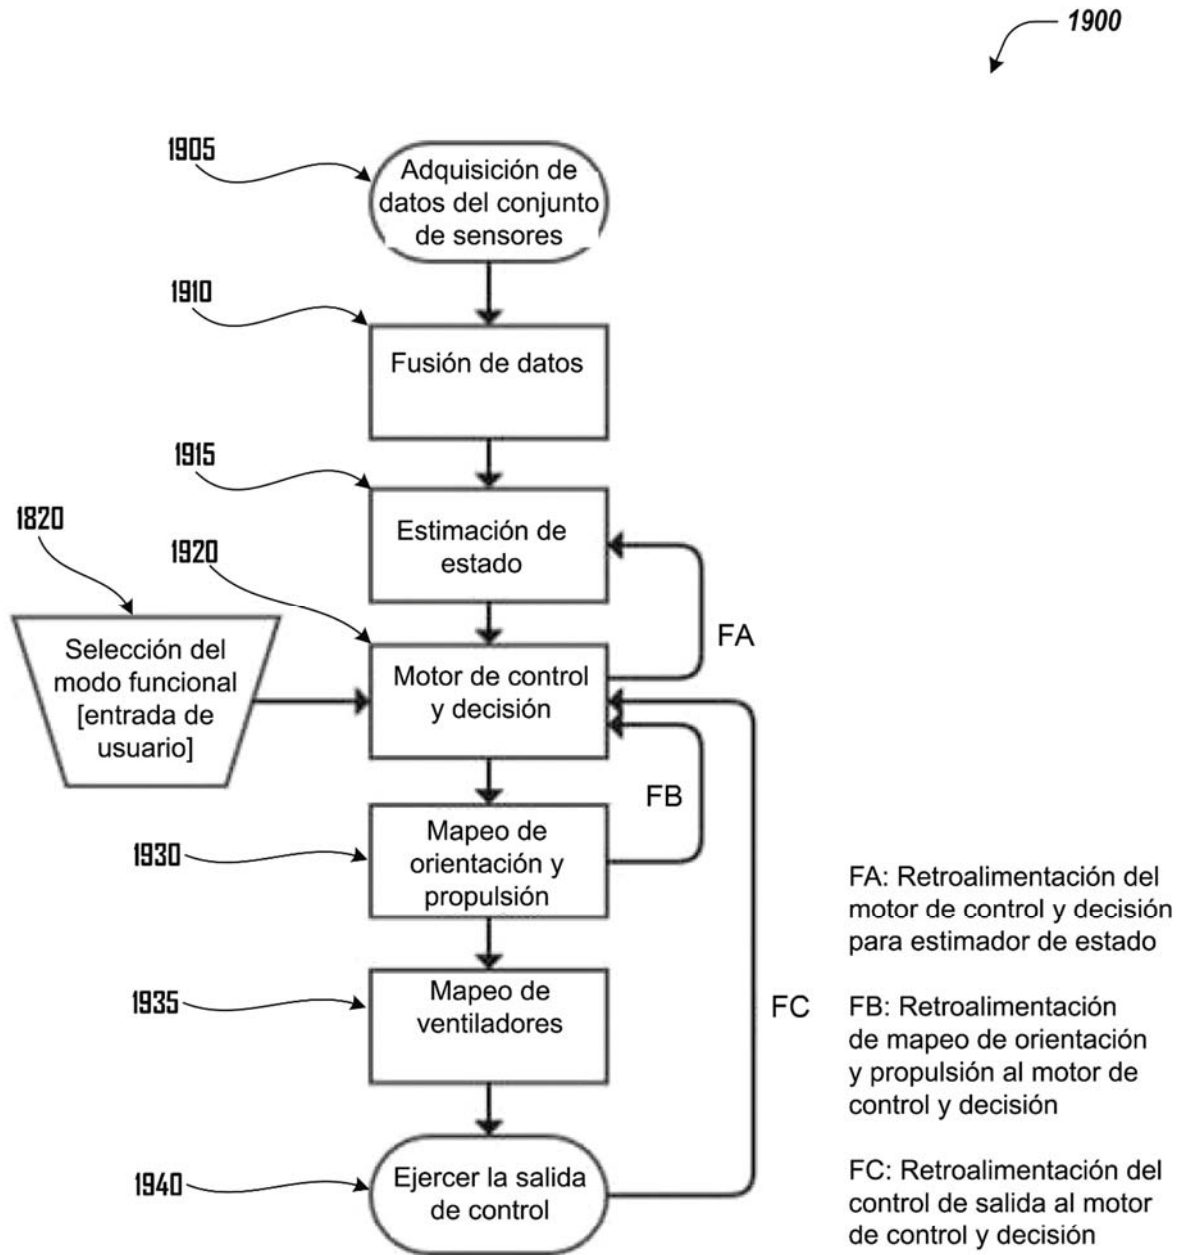 1900
1905
Adquisición de
datos del conjunto
de sensores
1910
Fusión de datos
1915
Estimación de
estado
1820
1920
FA
Selección del
modo funcional
[entrada de
usuario]
Motor de control
y decisión
FB
1930
Mapeo de
orientación y
propulsión
1935
Mapeo de
ventiladores
FC
1940
Ejercer la salida
de control
FA: Retroalimentación del
motor de control y decisión
para estimador de estado
FB: Retroalimentación
de mapeo de orientación
y propulsión al motor de
control y decisión
FC: Retroalimentación del
control de salida al motor
de control y decisión